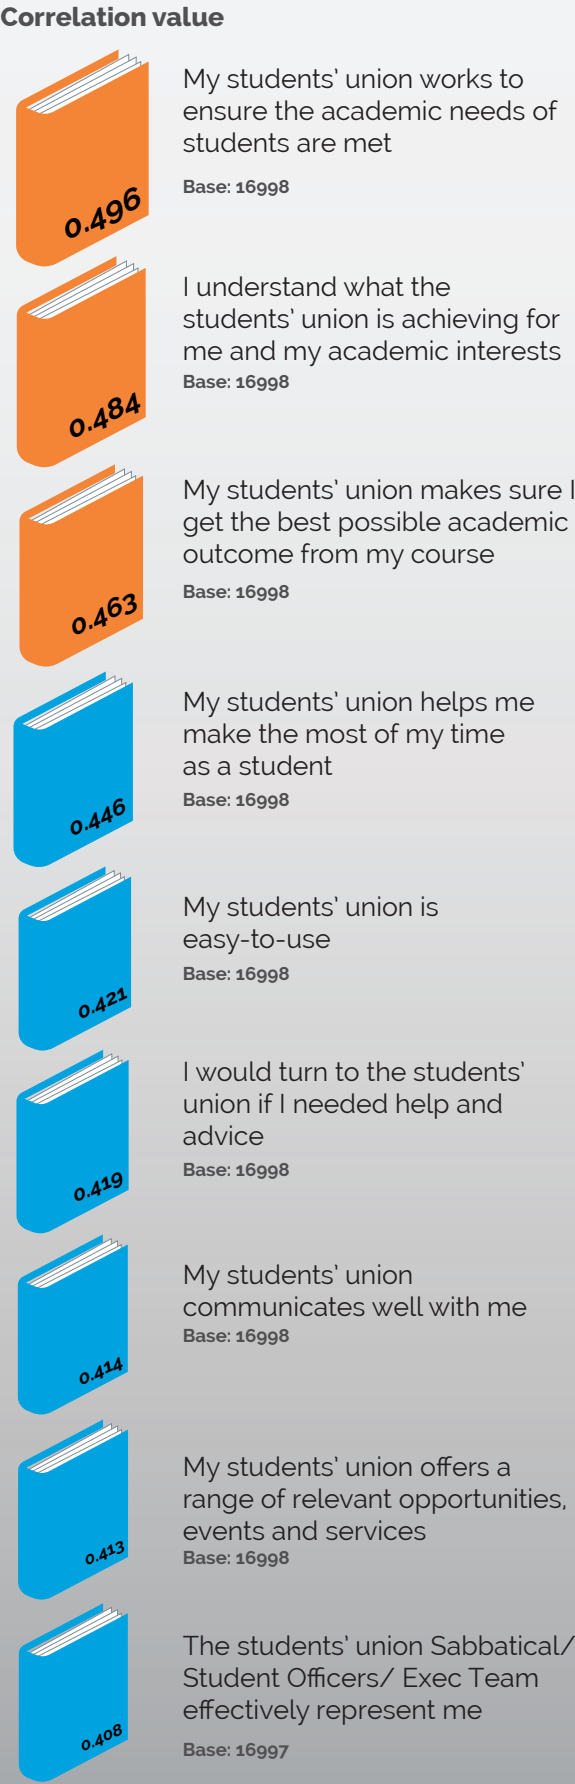 Correlation value
0.496
My students' union works to
ensure the academic needs of
students are met
Base: 16998
0.484
I understand what the
students' union is achieving for
me and my academic interests
Base: 16998
0.463
My students' union makes sure I
get the best possible academic
outcome from my course
Base: 16998
0.446
My students' union helps me
make the most of my time
as a student
Base: 16998
0.421
My students' union is
easy-to-use
Base: 16998
0.419
I would turn to the students'
union if I needed help and
advice
Base: 16998
0.414
My students' union
communicates well with me
Base: 16998
0.413
My students' union offers a
range of relevant opportunities,
events and services
Base: 16998
0.408
The students' union Sabbatical/
Student Officers/ Exec Team
effectively represent me
Base: 16997